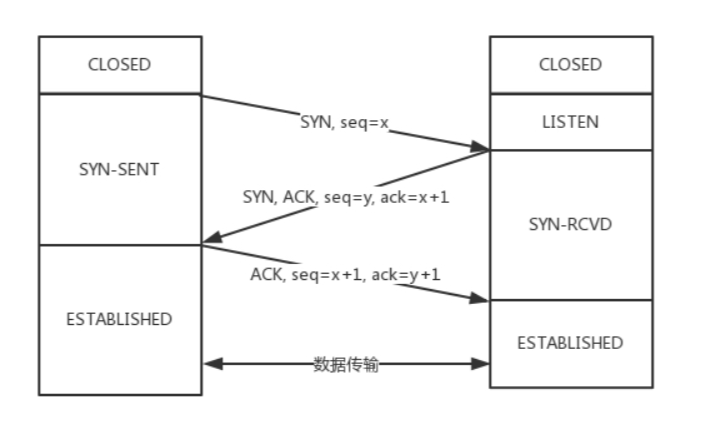 CLOSED
CLOSED
SYN, seq=x
LISTEN
SYN-SENT
SYN, ACK, seq=y, ack=x+1
SYN-RCVD
ACK, seq=x+1, ack=y+1
ESTABLISHED
ESTABLISHED
数据传输